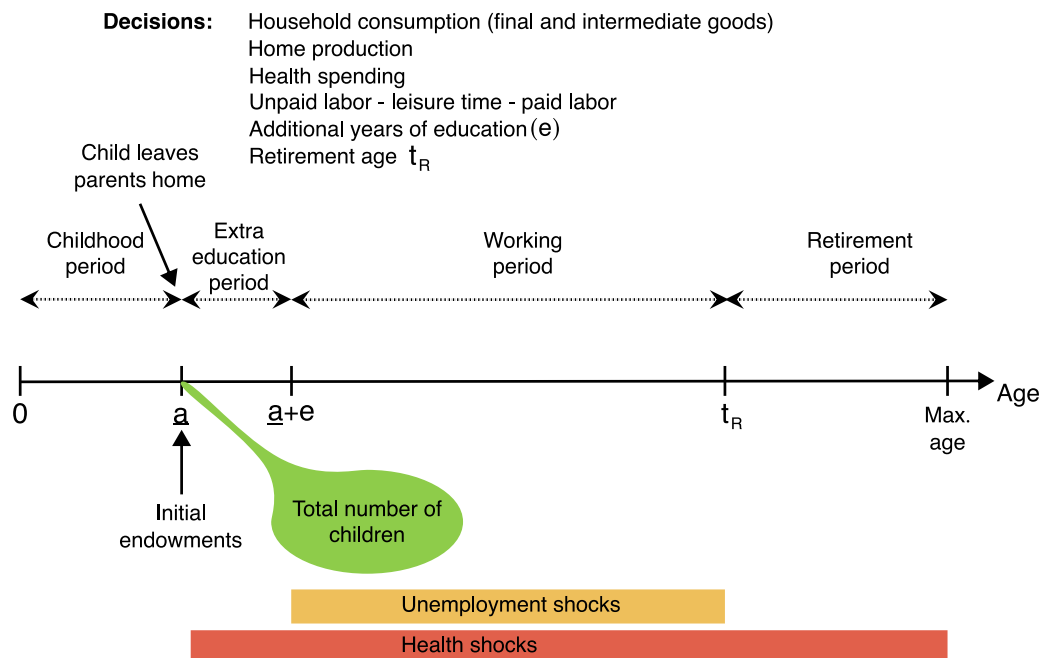 Decisions: Household consumption (final and intermediate goods)
Home production
Health spending
Unpaid labor - leisure time - paid labor
Additional years of education (e)
Retirement age t_R
Child leaves
parents home
Childhood
period
Extra
education
period
Working
period
Retirement
period
0
a
a+e
t_R
Max.
age
Age
Initial
endowments
Total number of
children
Unemployment shocks
Health shocks